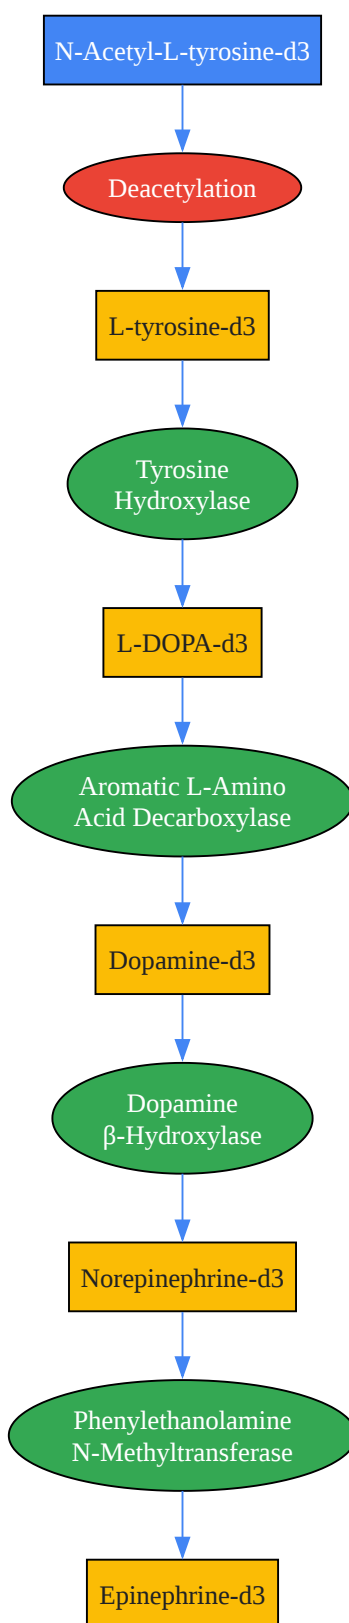 N-Acetyl-L-tyrosine-d3
Deacetylation
L-tyrosine-d3
Tyrosine
Hydroxylase
L-DOPA-d3
Aromatic L-Amino
Acid Decarboxylase
Dopamine-d3
Dopamine
β-Hydroxylase
Norepinephrine-d3
Phenylethanolamine
N-Methyltransferase
Epinephrine-d3